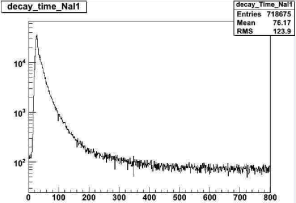 decay_time_NaI1
decay_Time_NaI1
Entries 718675
Mean 76.17
RMS 123.9
10^4
10^3
10^2
0 100 200 300 400 500 600 700 800